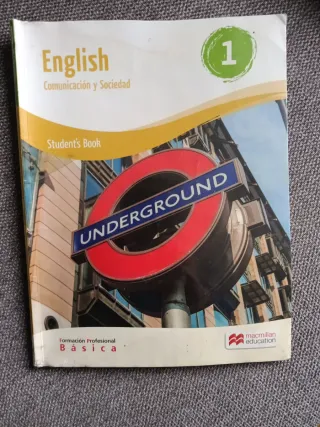 English
Comunicación y Sociedad
1
Student's Book
UNDERGROUND
Formación Profesional
Básica
macmillan
education